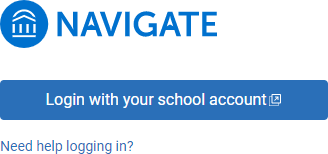 NAVIGATE
Login with your school account
Need help logging in?